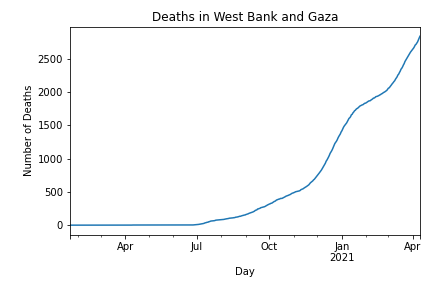 Deaths in West Bank and Gaza
Number of Deaths
2500
2000
1500
1000
500
0
Apr
Jul
Oct
Jan
2021
Apr
Day